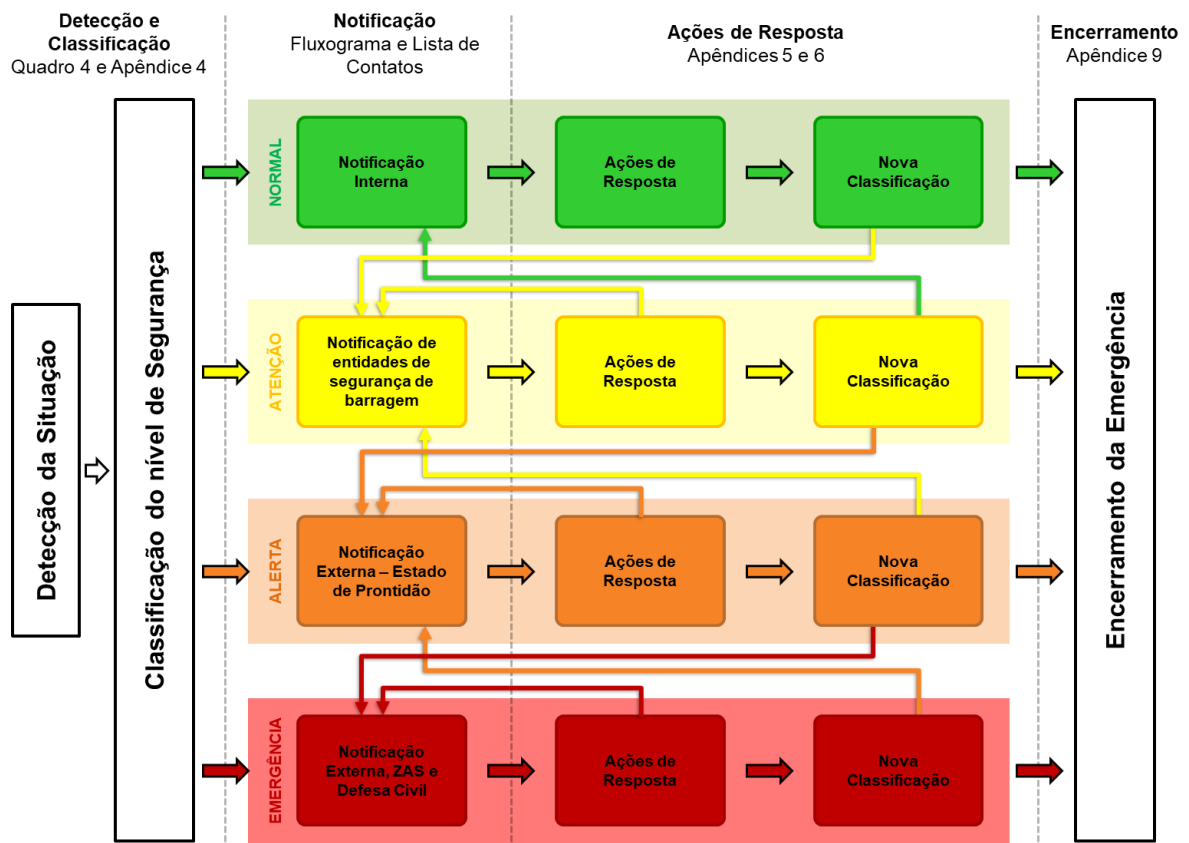 Detecção e
Classificação
Quadro 4 e Apêndice 4
Notificação
Fluxograma e Lista de
Contatos
Ações de Resposta
Apêndices 5 e 6
Encerramento
Apêndice 9
Detecção da Situação
Classificação do nível de Segurança
NORMAL
Notificação
Interna
Ações de
Resposta
Nova
Classificação
ATENÇÃO
Notificação de
entidades de
segurança de
barragem
Ações de
Resposta
Nova
Classificação
ALERTA
Notificação
Externa – Estado
de Prontidão
Ações de
Resposta
Nova
Classificação
EMERGÊNCIA
Notificação
Externa, ZAS e
Defesa Civil
Ações de
Resposta
Nova
Classificação
Encerramento da Emergência